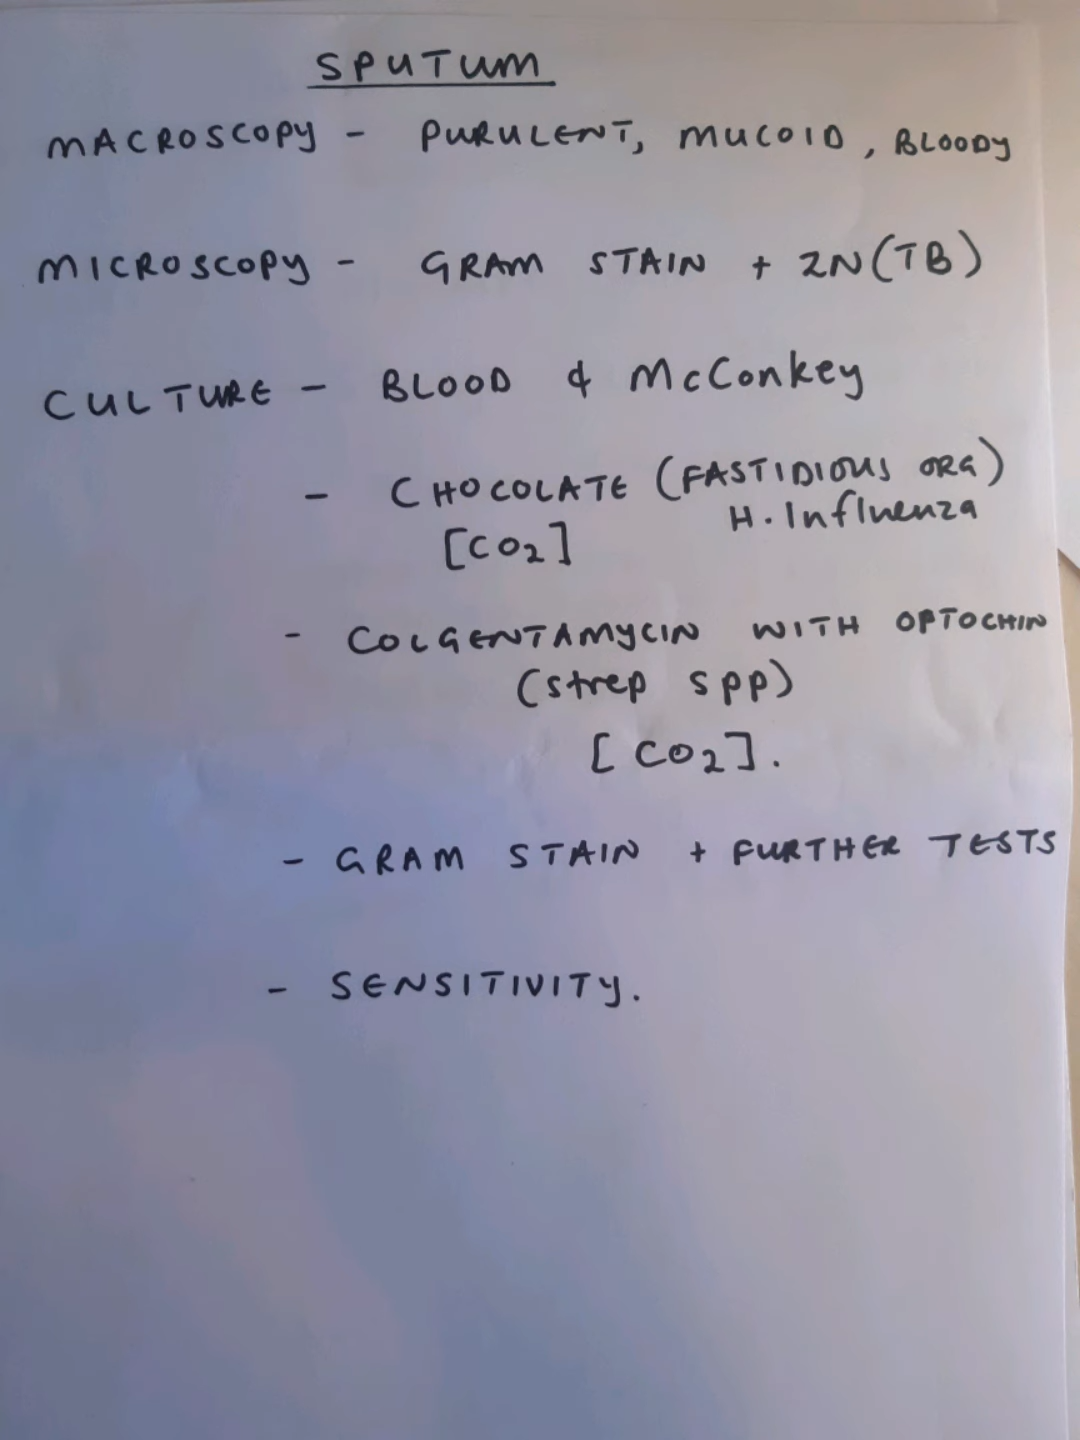 SPUTUM
MACROSCOPY - PURULENT, MUCOID, BLOODY
MICROSCOPY - GRAM STAIN + ZN(TB)
CULTURE - BLOOD & McConkey
- CHOCOLATE (FASTIDIOUS ORG)
H. Influenza
[CO2]
- COLGENTAMYCIN WITH OPTOCHIN
(strep spp)
[CO2].
- GRAM STAIN + FURTHER TESTS
- SENSITIVITY.